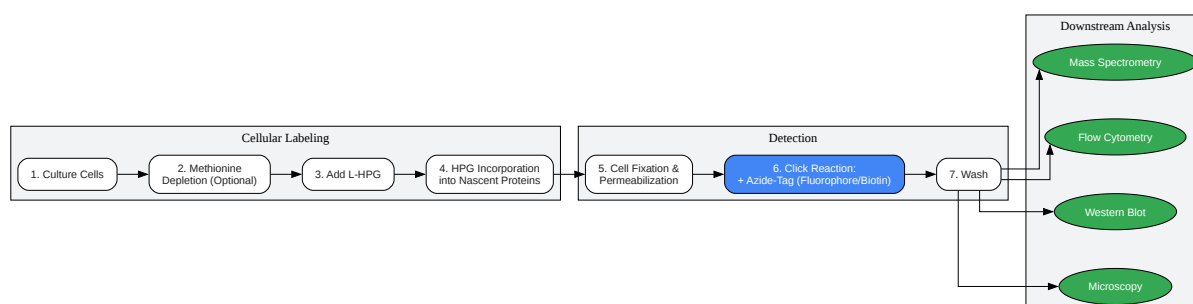 Cellular Labeling
1. Culture Cells
2. Methionine
Depletion (Optional)
3. Add L-HPG
4. HPG Incorporation
into Nascent Proteins
Detection
5. Cell Fixation &
Permeabilization
6. Click Reaction:
+ Azide-Tag (Fluorophore/Biotin)
7. Wash
Downstream Analysis
Mass Spectrometry
Flow Cytometry
Western Blot
Microscopy